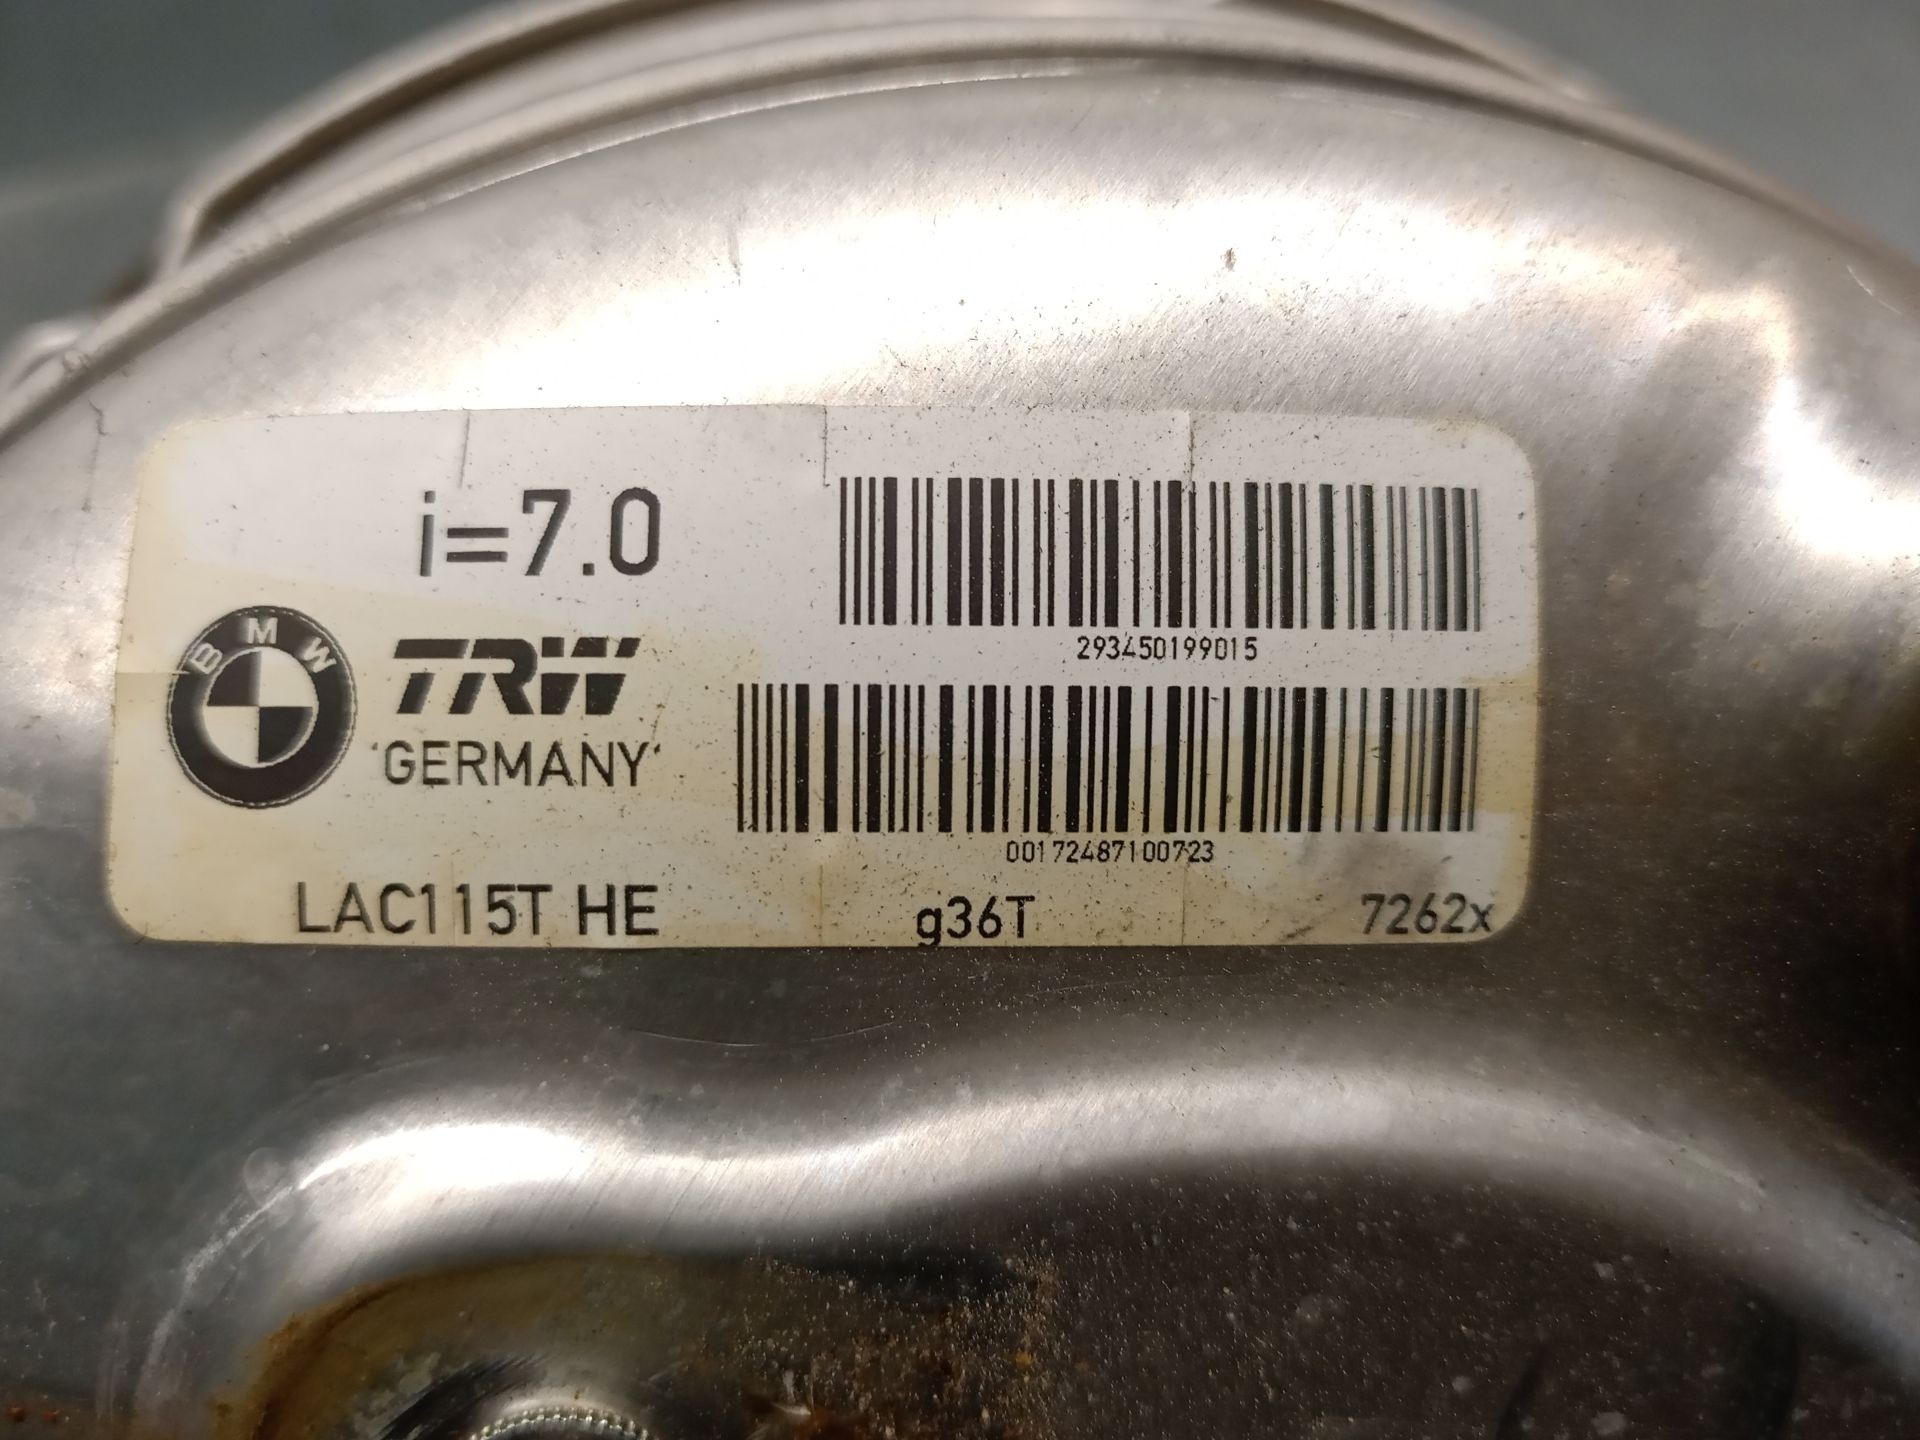 i=7.0
293450199015
BMW
TRW
GERMANY
00172487100723
LAC115T HE
g36T
7262x